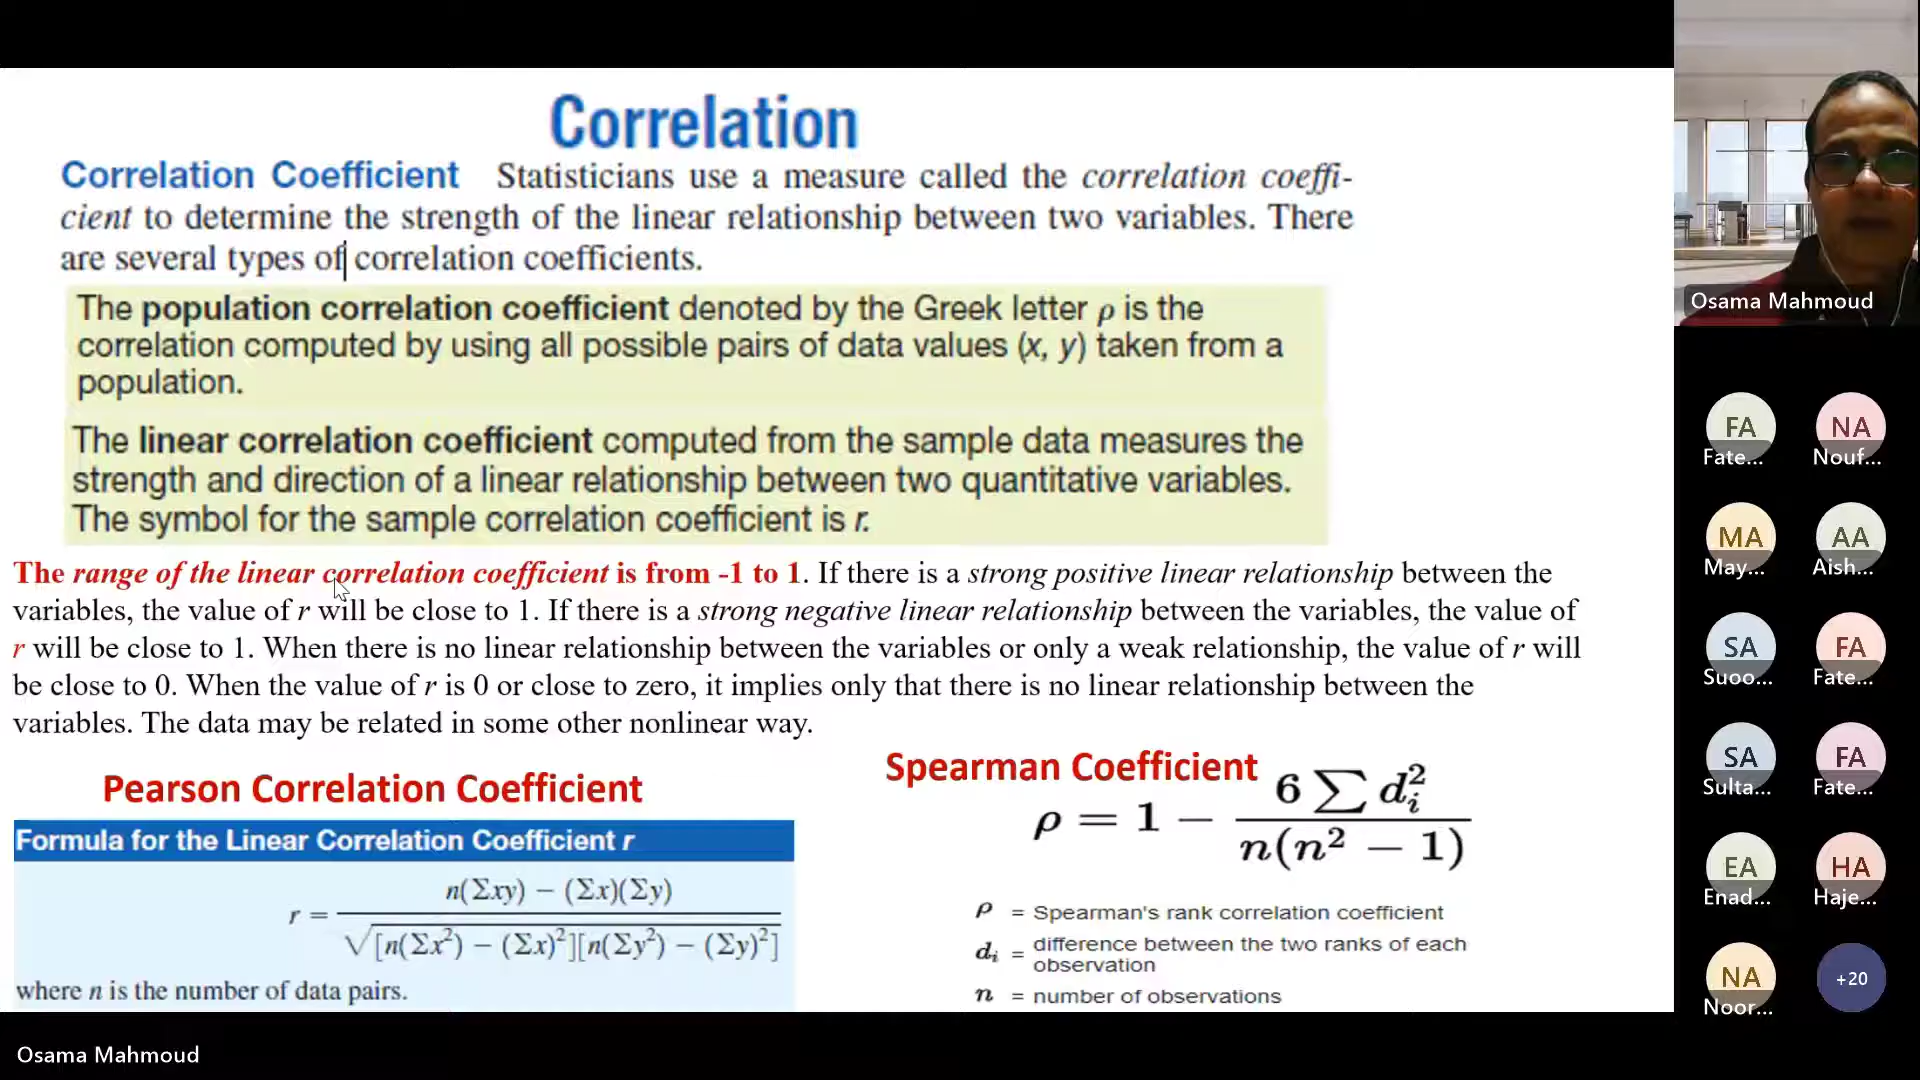 Correlation
Correlation Coefficient Statisticians use a measure called the correlation coeffi-
cient to determine the strength of the linear relationship between two variables. There
are several types of correlation coefficients.
The population correlation coefficient denoted by the Greek letter ρ is the
correlation computed by using all possible pairs of data values (x, y) taken from a
population.
The linear correlation coefficient computed from the sample data measures the
strength and direction of a linear relationship between two quantitative variables.
The symbol for the sample correlation coefficient is r.
The range of the linear correlation coefficient is from -1 to 1. If there is a strong positive linear relationship between the
variables, the value of r will be close to 1. If there is a strong negative linear relationship between the variables, the value of
r will be close to 1. When there is no linear relationship between the variables or only a weak relationship, the value of r will
be close to 0. When the value of r is 0 or close to zero, it implies only that there is no linear relationship between the
variables. The data may be related in some other nonlinear way.
Pearson Correlation Coefficient
Formula for the Linear Correlation Coefficient r
r = n(Σxy) − (Σx)(Σy) / √[n(Σx²) − (Σx)²][n(Σy²) − (Σy)²]
where n is the number of data pairs.
Spearman Coefficient
ρ = 1 − 6 Σ dᵢ² / n(n² − 1)
ρ = Spearman's rank correlation coefficient
dᵢ = difference between the two ranks of each
observation
n = number of observations
Osama Mahmoud
FA
Fate...
NA
Nouf...
MA
May...
AA
Aish...
SA
Suoo...
FA
Fate...
SA
Sulta...
FA
Fate...
EA
Enad...
HA
Haje...
NA
Noor...
+20
Osama Mahmoud